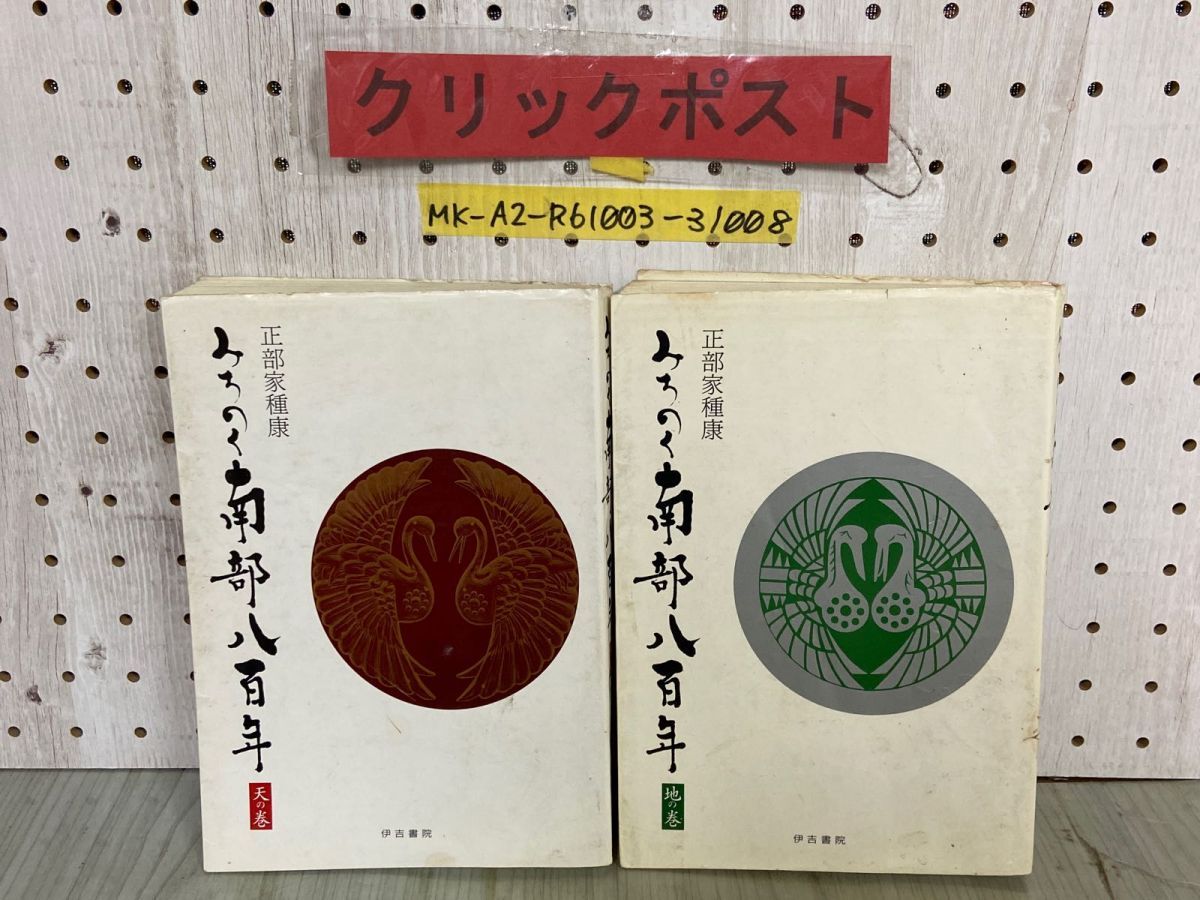 クリックポスト
MK-A2-R61003-31008
正部家種康
みちのく南部八百年
天の巻
伊吉書院
正部家種康
みちのく南部八百年
地の巻
伊吉書院